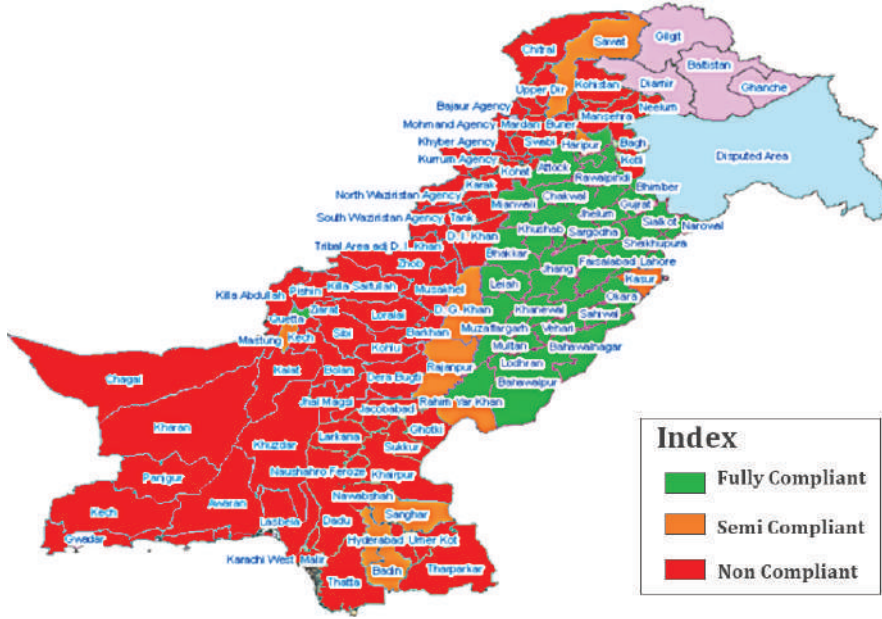 Gilgit
Sawat
Chitral
Baltistan
Ghanche
Diamir
Kohistan
Upper Dir
Neelum
Bajaur Agency
Mansehra
Mohmand Agency
Mardan
Buner
Khyber Agency
Swabi
Haripur
Bagh
Disputed Area
Kurrum Agency
Kohat
Attock
Kotli
Rawalpindi
Karak
Bhimber
North Waziristan Agency
Mianwali
Chakwal
Gujrat
Jhelum
South Waziristan Agency
Tank
Khushab
Sargodha
Sialkot
Narowal
D. I. Khan
Sheikhupura
Tribal Area adj D. I. Khan
Bhakkar
Zhob
Jhang
Faisalabad
Lahore
Kasur
Killa Abdullah
Pishin
Killa Saifullah
Musakhel
Leiah
Okara
Ziarat
Loralai
D. G. Khan
Khanewal
Sahiwal
Quetta
Mastung
Kech
Sibi
Barkhan
Muzaffargarh
Vehari
Kohlu
Multan
Bahawalnagar
Kalat
Bolan
Dera Bugti
Rajanpur
Lodhran
Bahawalpur
Chagai
Jhal Magsi
Jacobabad
Rahim Yar Khan
Kharan
Khuzdar
Larkana
Ghotki
Sukkur
Panjgur
Naushahro Feroze
Khairpur
Kech
Awaran
Nawabshah
Lasbela
Dadu
Sanghar
Gwadar
Hyderabad
Umer Kot
Karachi West
Malir
Thatta
Badin
Tharparkar
Index
Fully Compliant
Semi Compliant
Non Compliant